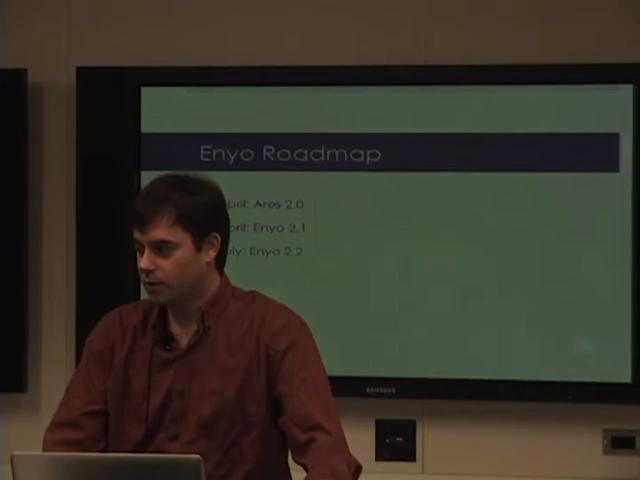 Enyo Roadmap
Ares 2.0
Enyo 2.1
Enyo 2.2
SAMSUNG